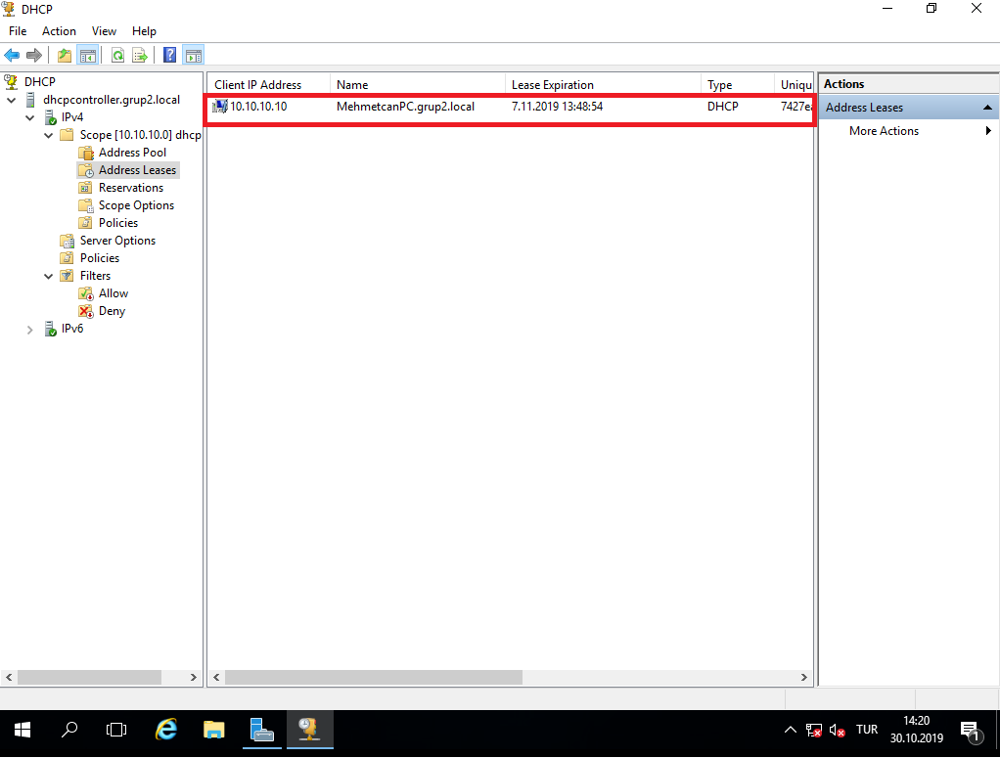 DHCP
File Action View Help
DHCP
dhcpcontroller.grup2.local
IPv4
Scope [10.10.10.0] dhcp
Address Pool
Address Leases
Reservations
Scope Options
Policies
Server Options
Policies
Filters
Allow
Deny
IPv6
Client IP Address Name Lease Expiration Type Uniqu
10.10.10.10 MehmetcanPC.grup2.local 7.11.2019 13:48:54 DHCP 7427ea
Actions
Address Leases
More Actions
TUR
14:20
30.10.2019
1